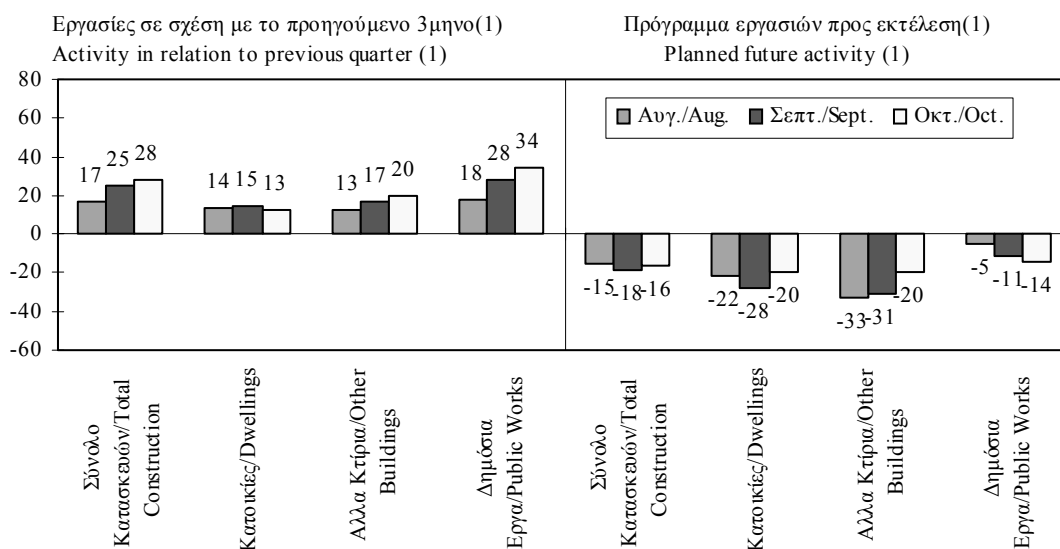 Εργασίες σε σχέση με το προηγούμενο 3μηνο(1)
Activity in relation to previous quarter (1)
Πρόγραμμα εργασιών προς εκτέλεση(1)
Planned future activity (1)
80
60
40
20
0
-20
-40
-60
Αυγ./Aug.
Σεπτ./Sept.
Οκτ./Oct.
17
25
28
14
15
13
13
17
20
18
28
34
-15
-18
-16
-22
-28
-20
-33
-31
-20
-5
-11
-14
Σύνολο
Κατασκευών/Total
Construction
Κατοικίες/Dwellings
Αλλα Κτίρια/Other
Buildings
Δημόσια
Εργα/Public Works
Σύνολο
Κατασκευών/Total
Construction
Κατοικίες/Dwellings
Αλλα Κτίρια/Other
Buildings
Δημόσια
Εργα/Public Works